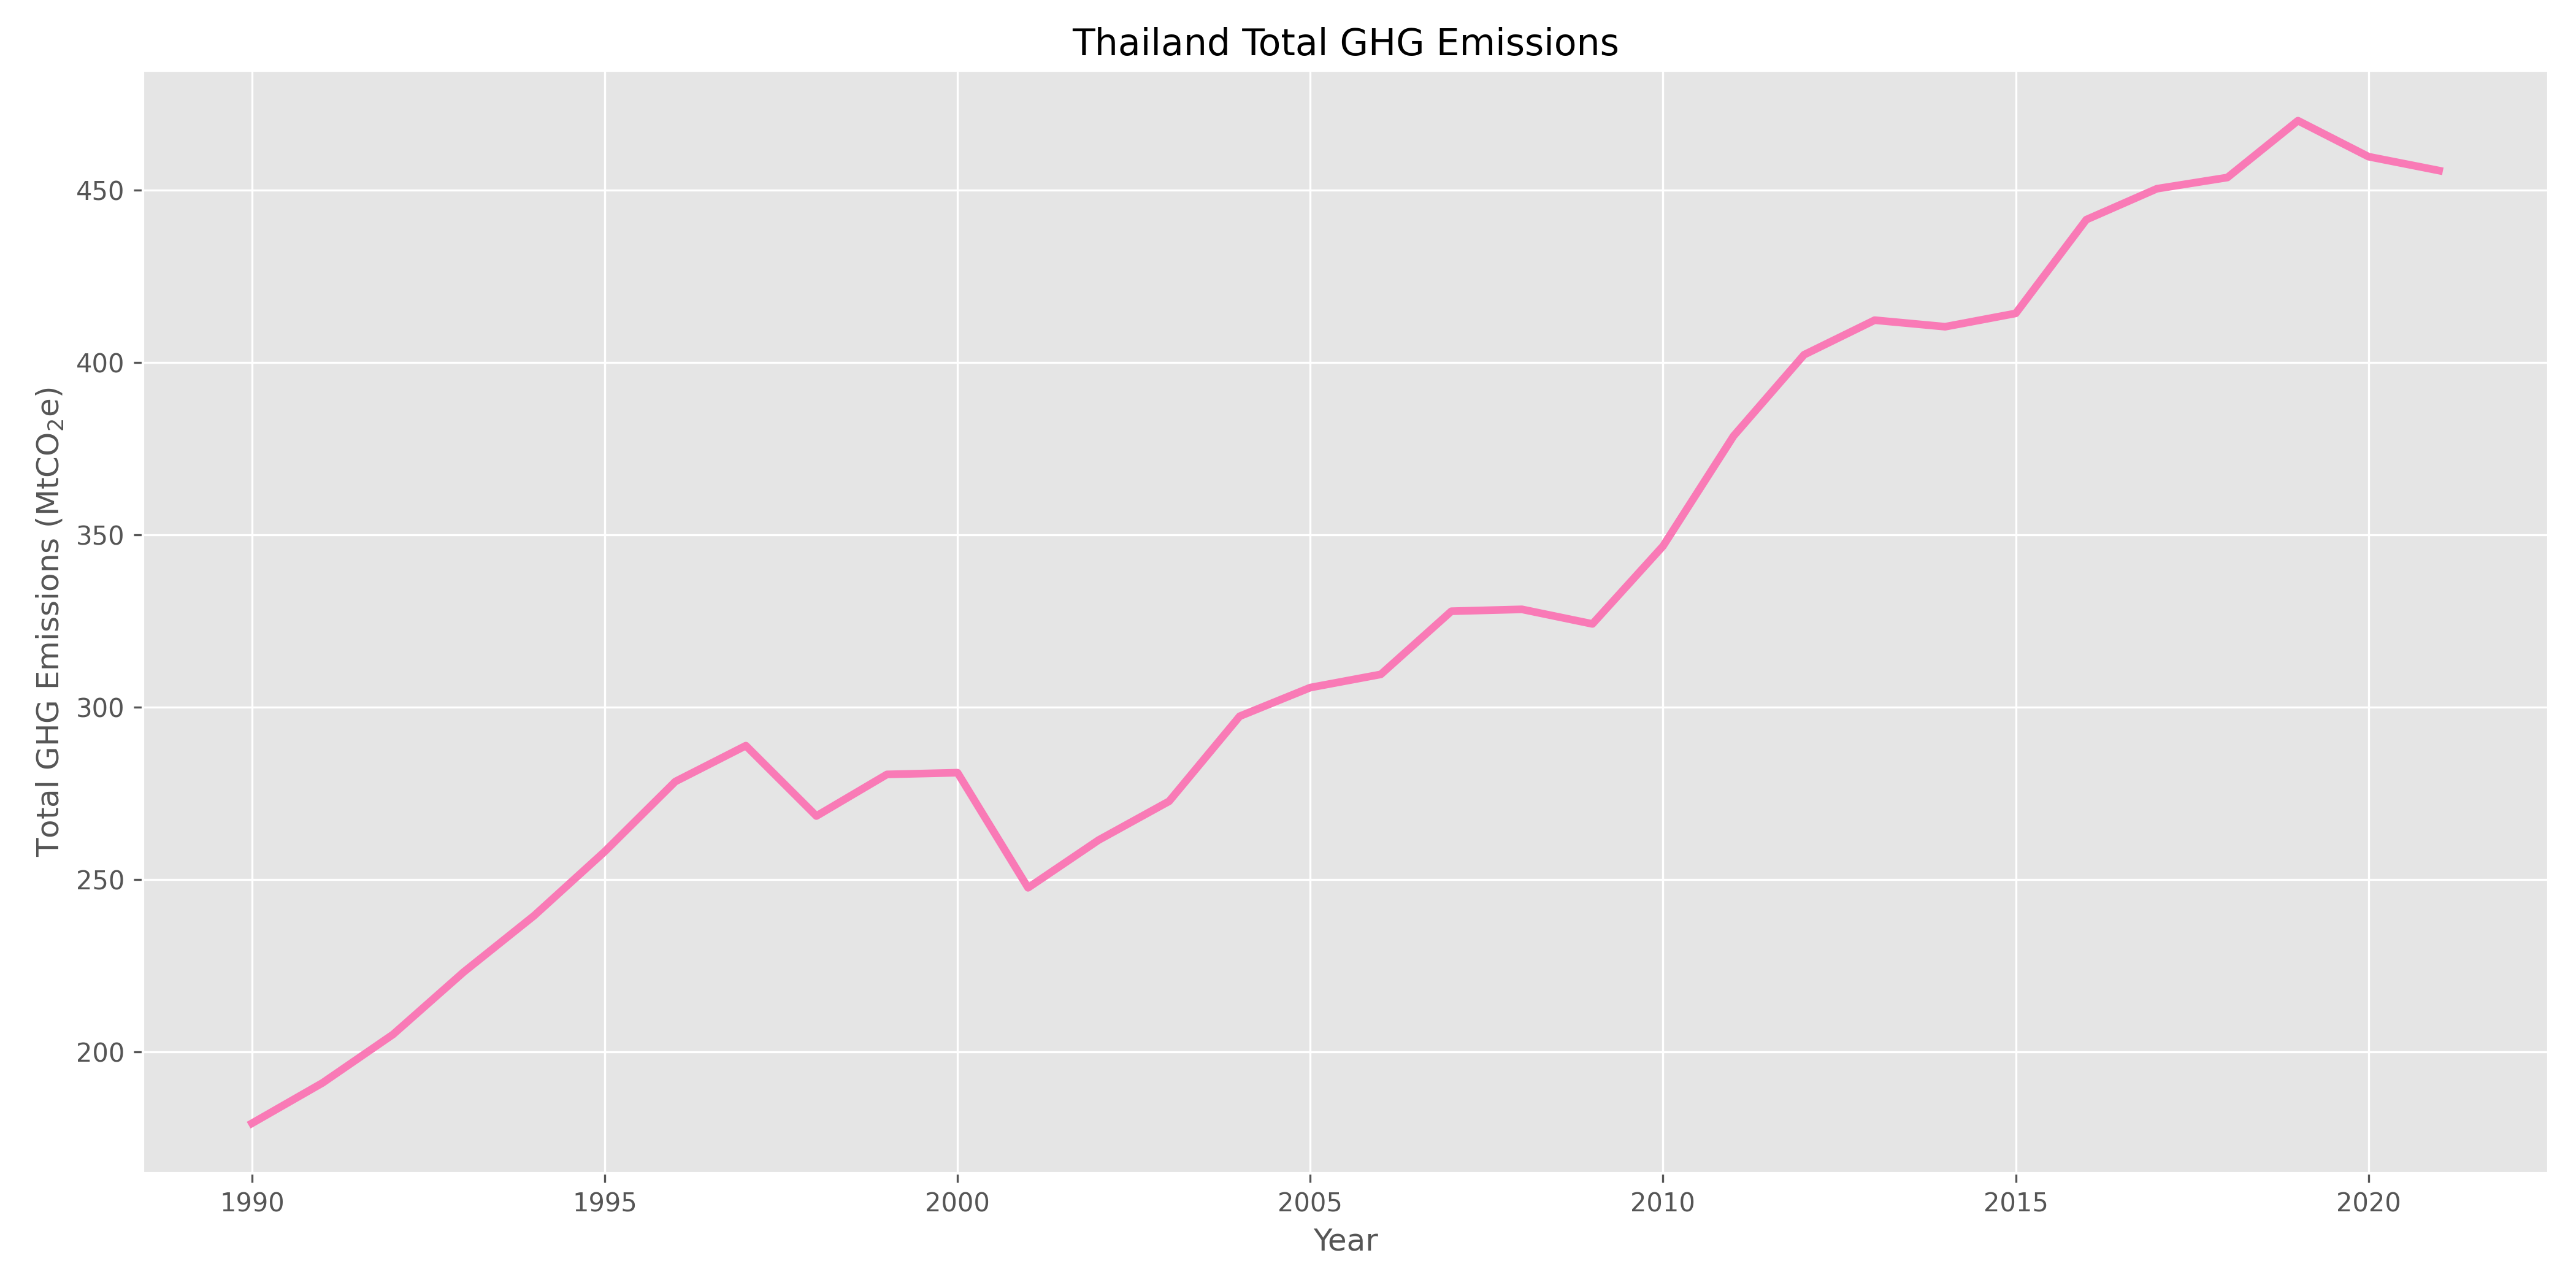 Thailand Total GHG Emissions
Total GHG Emissions (MtCO₂e)
450
400
350
300
250
200
1990 1995 2000 2005 2010 2015 2020
Year